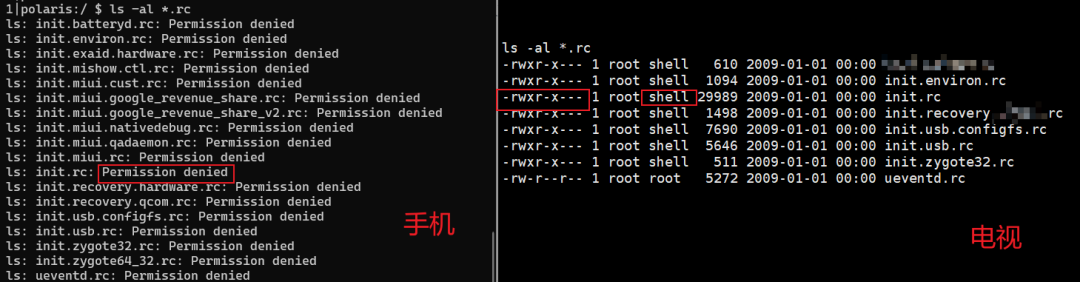 1|polaris:/ $ ls -al *.rc
ls: init.batteryd.rc: Permission denied
ls: init.environ.rc: Permission denied
ls: init.exaid.hardware.rc: Permission denied
ls: init.mishow.ctl.rc: Permission denied
ls: init.miui.cust.rc: Permission denied
ls: init.miui.google_revenue_share.rc: Permission denied
ls: init.miui.google_revenue_share_v2.rc: Permission denied
ls: init.miui.nativedebug.rc: Permission denied
ls: init.miui.qadaemon.rc: Permission denied
ls: init.miui.rc: Permission denied
ls: init.rc: Permission denied
ls: init.recovery.hardware.rc: Permission denied
ls: init.recovery.qcom.rc: Permission denied
ls: init.usb.configfs.rc: Permission denied
ls: init.usb.rc: Permission denied
ls: init.zygote32.rc: Permission denied
ls: init.zygote64_32.rc: Permission denied
ls: ueventd.rc: Permission denied
手机
ls -al *.rc
-rwxr-x--- 1 root shell 610 2009-01-01 00:00
-rwxr-x--- 1 root shell 1094 2009-01-01 00:00 init.environ.rc
-rwxr-x--- 1 root shell 29989 2009-01-01 00:00 init.rc
-rwxr-x--- 1 root shell 1498 2009-01-01 00:00 init.recovery rc
-rwxr-x--- 1 root shell 7690 2009-01-01 00:00 init.usb.configfs.rc
-rwxr-x--- 1 root shell 5646 2009-01-01 00:00 init.usb.rc
-rwxr-x--- 1 root shell 511 2009-01-01 00:00 init.zygote32.rc
-rw-r--r-- 1 root root 5272 2009-01-01 00:00 ueventd.rc
电视